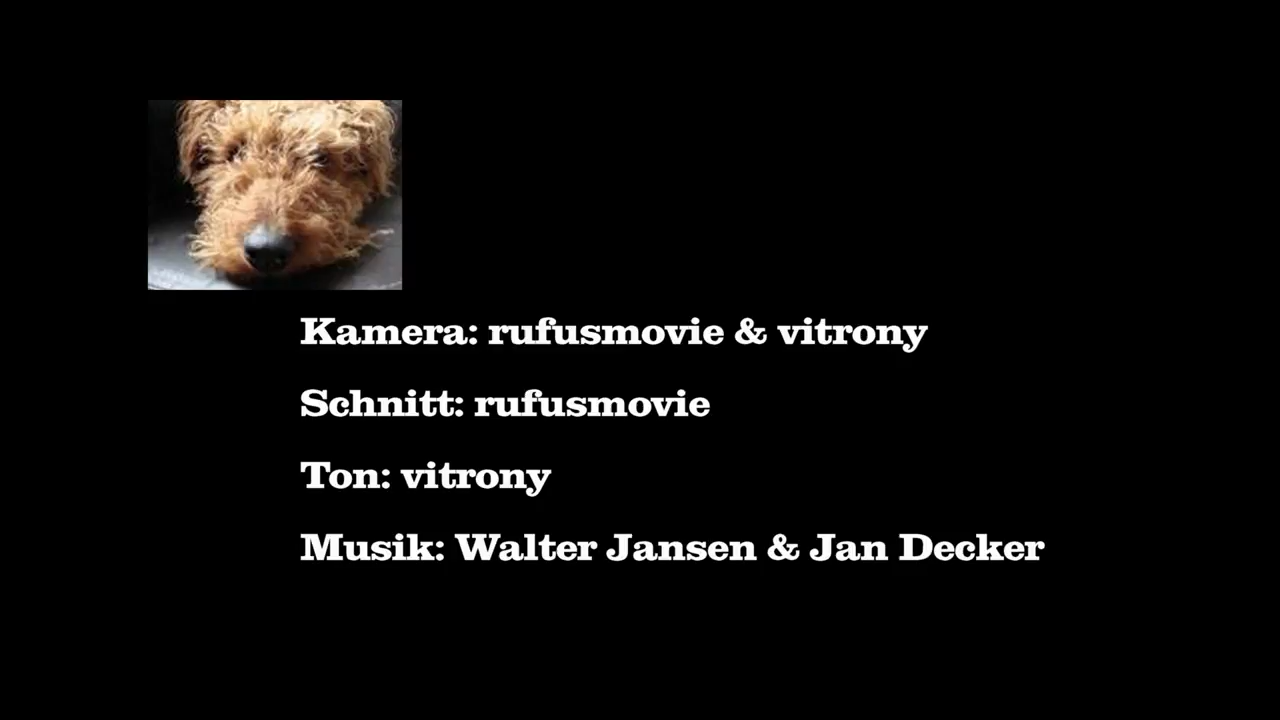 Kamera: rufusmovie & vitrony
Schnitt: rufusmovie
Ton: vitrony
Musik: Walter Jansen & Jan Decker